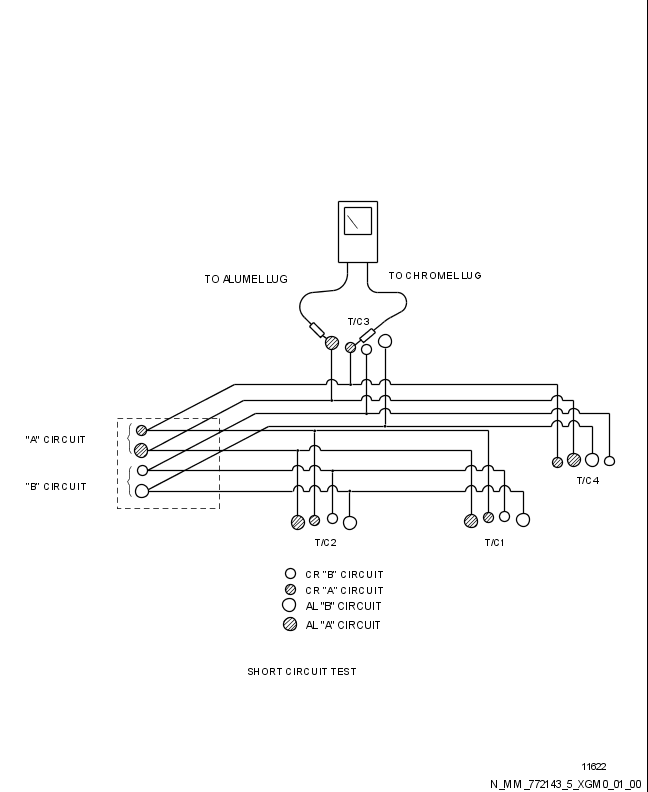 TO ALUMEL LUG
TO CHROMEL LUG
T/C3
"A" CIRCUIT
"B" CIRCUIT
T/C4
T/C2
T/C1
CR "B" CIRCUIT
CR "A" CIRCUIT
AL "B" CIRCUIT
AL "A" CIRCUIT
SHORT CIRCUIT TEST
11622
N_MM_772143_5_XGM0_01_00